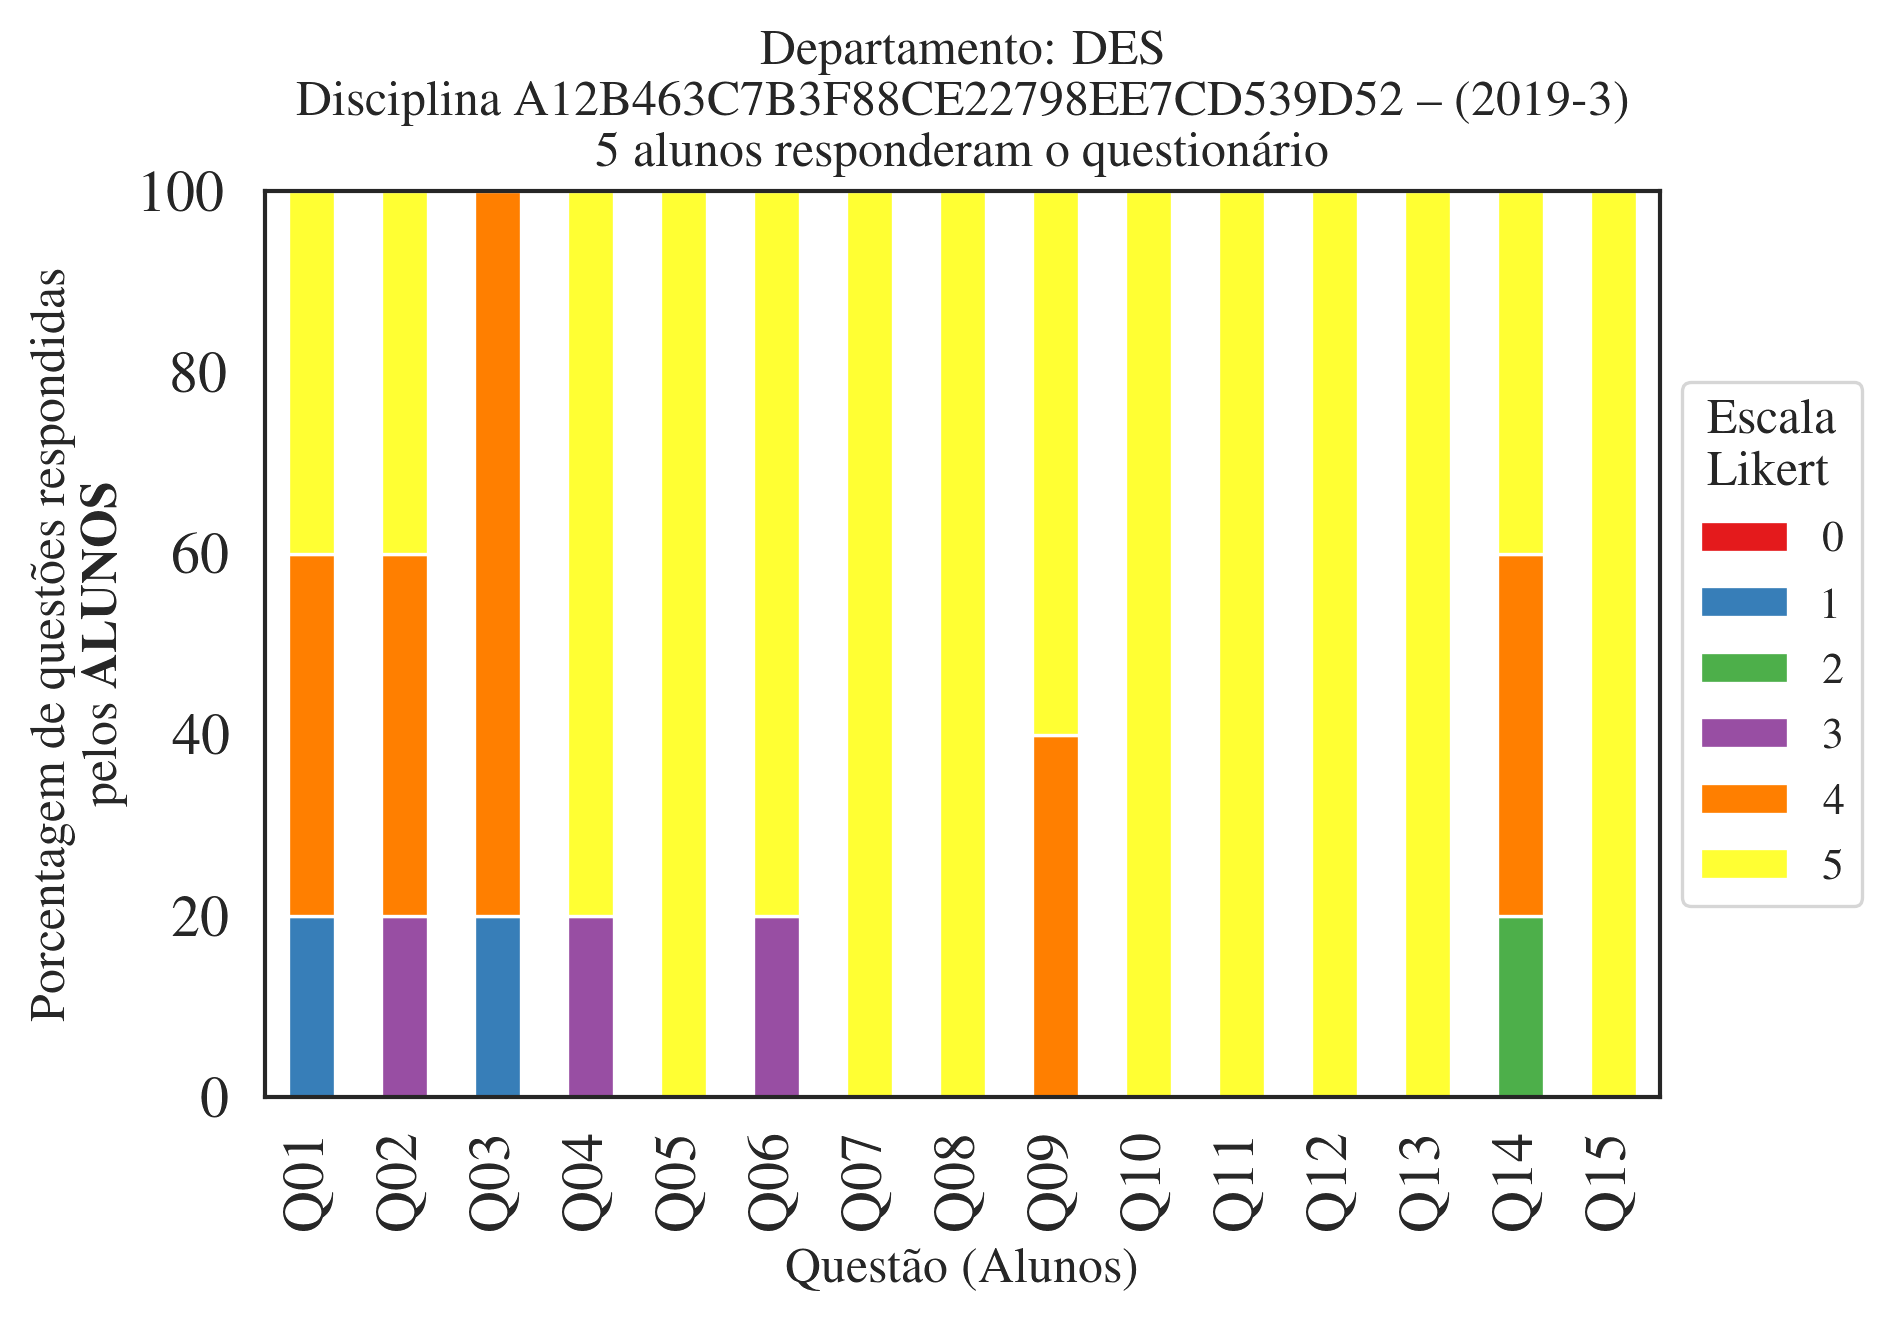 Departamento: DES
Disciplina A12B463C7B3F88CE22798EE7CD539D52 – (2019-3)
5 alunos responderam o questionário
Porcentagem de questões respondidas
pelos ALUNOS
100
80
60
40
20
0
Q01
Q02
Q03
Q04
Q05
Q06
Q07
Q08
Q09
Q10
Q11
Q12
Q13
Q14
Q15
Questão (Alunos)
Escala
Likert
0
1
2
3
4
5